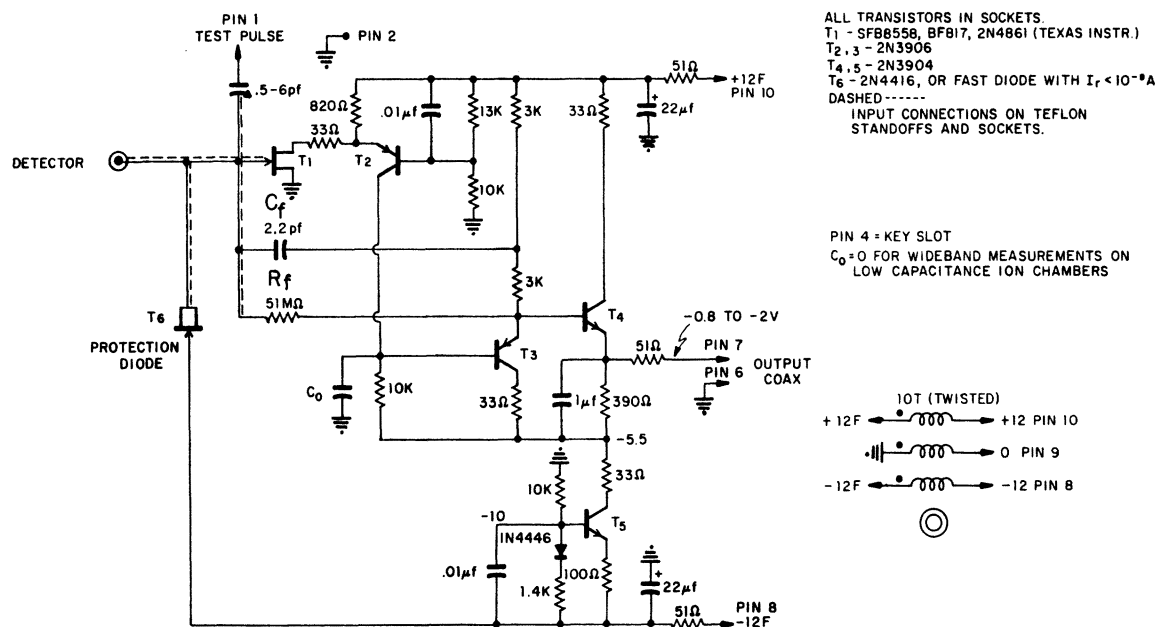 PIN 1
TEST PULSE
PIN 2
.5-6pf
820Ω
.01μf
13K
3K
33Ω
51Ω
+12F
PIN 10
22μf
+
33Ω
DETECTOR
T1
T2
10K
Cf
2.2pf
Rf
51MΩ
3K
T6
PROTECTION
DIODE
T4
-0.8 TO -2V
T3
51Ω
PIN 7
PIN 6
OUTPUT
COAX
Co
10K
33Ω
1μf
390Ω
-5.5
33Ω
10K
-10
1N4446
T5
.01μf
100Ω
1.4K
+
22μf
51Ω
PIN 8
-12F
ALL TRANSISTORS IN SOCKETS.
T1 - SFB8558, BF817, 2N4861 (TEXAS INSTR.)
T2,3 - 2N3906
T4,5 - 2N3904
T6 - 2N4416, OR FAST DIODE WITH Ir < 10⁻⁹A
DASHED ------
INPUT CONNECTIONS ON TEFLON
STANDOFFS AND SOCKETS.
PIN 4 = KEY SLOT
Co = 0 FOR WIDEBAND MEASUREMENTS ON
LOW CAPACITANCE ION CHAMBERS
10T (TWISTED)
+12F
+12 PIN 10
0 PIN 9
-12F
-12 PIN 8